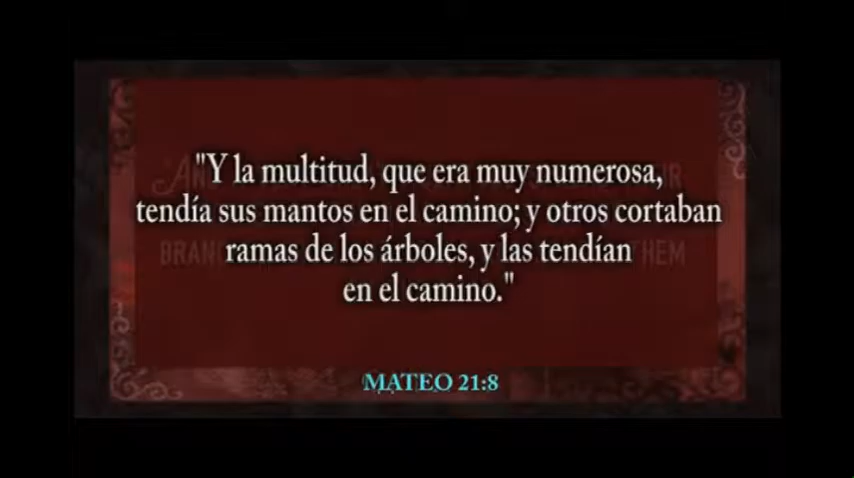 "Y la multitud, que era muy numerosa,
tendía sus mantos en el camino; y otros cortaban
ramas de los árboles, y las tendían
en el camino."
MATEO 21:8